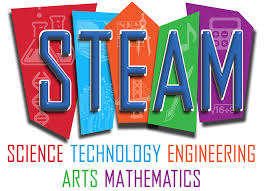 STEAM
SCIENCE TECHNOLOGY ENGINEERING
ARTS MATHEMATICS